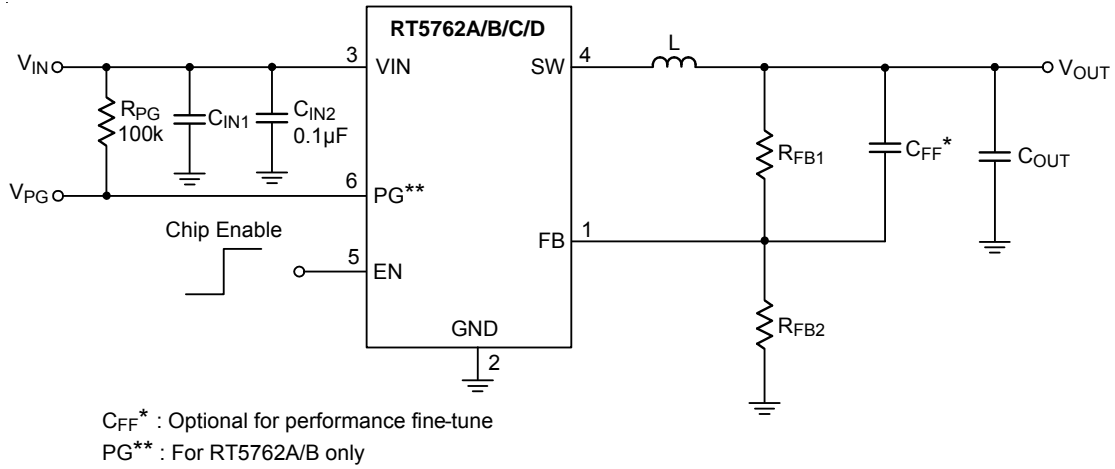 RT5762A/B/C/D
VIN
3
VIN
SW
4
L
VOUT
RPG
100k
CIN1
CIN2
0.1µF
RFB1
CFF*
COUT
VPG
6
PG**
Chip Enable
FB
1
5
EN
RFB2
GND
2
CFF* : Optional for performance fine-tune
PG** : For RT5762A/B only